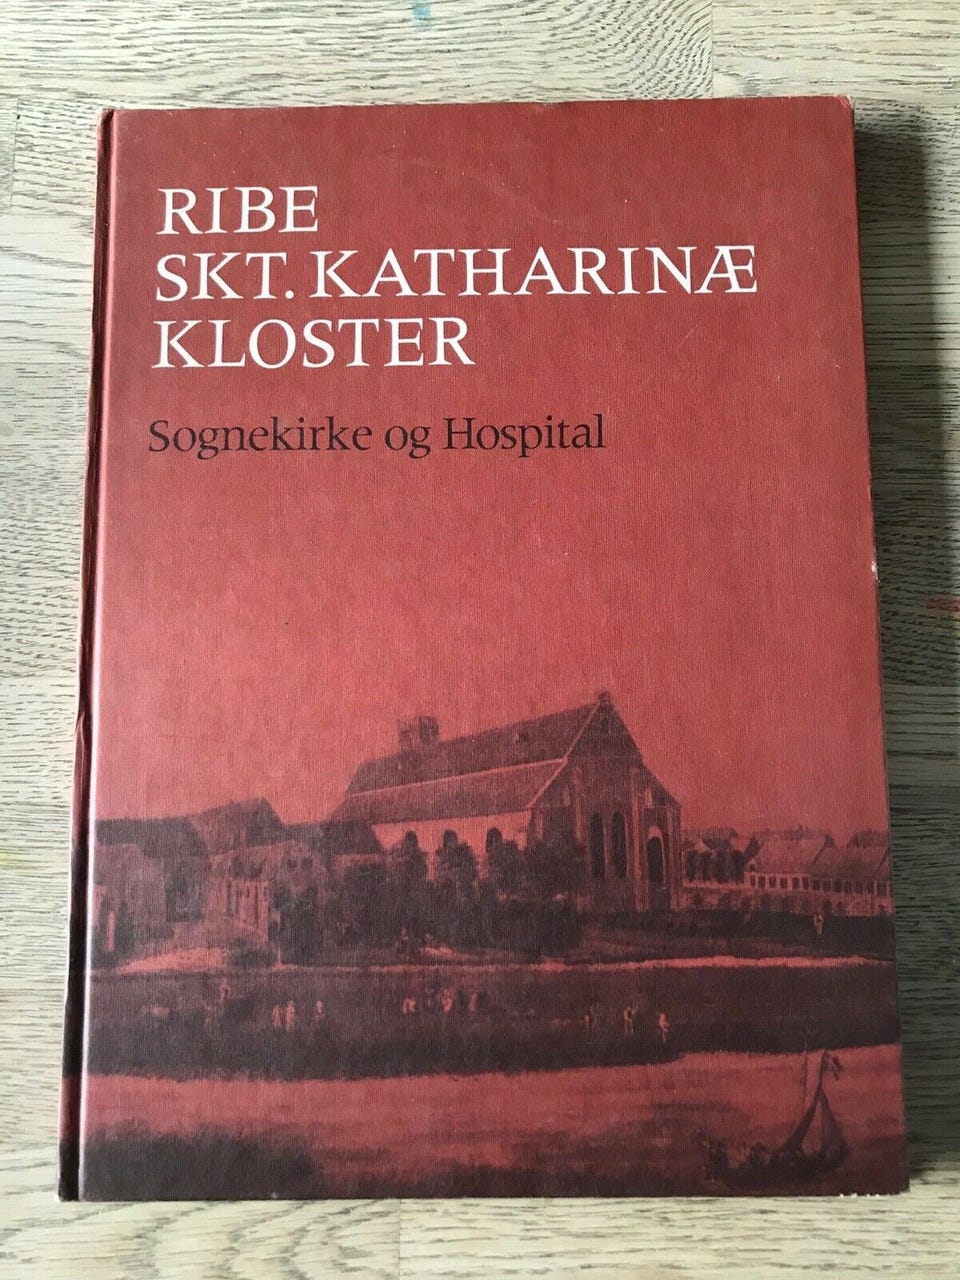 RIBE
SKT. KATHARINÆ
KLOSTER
Sognekirke og Hospital